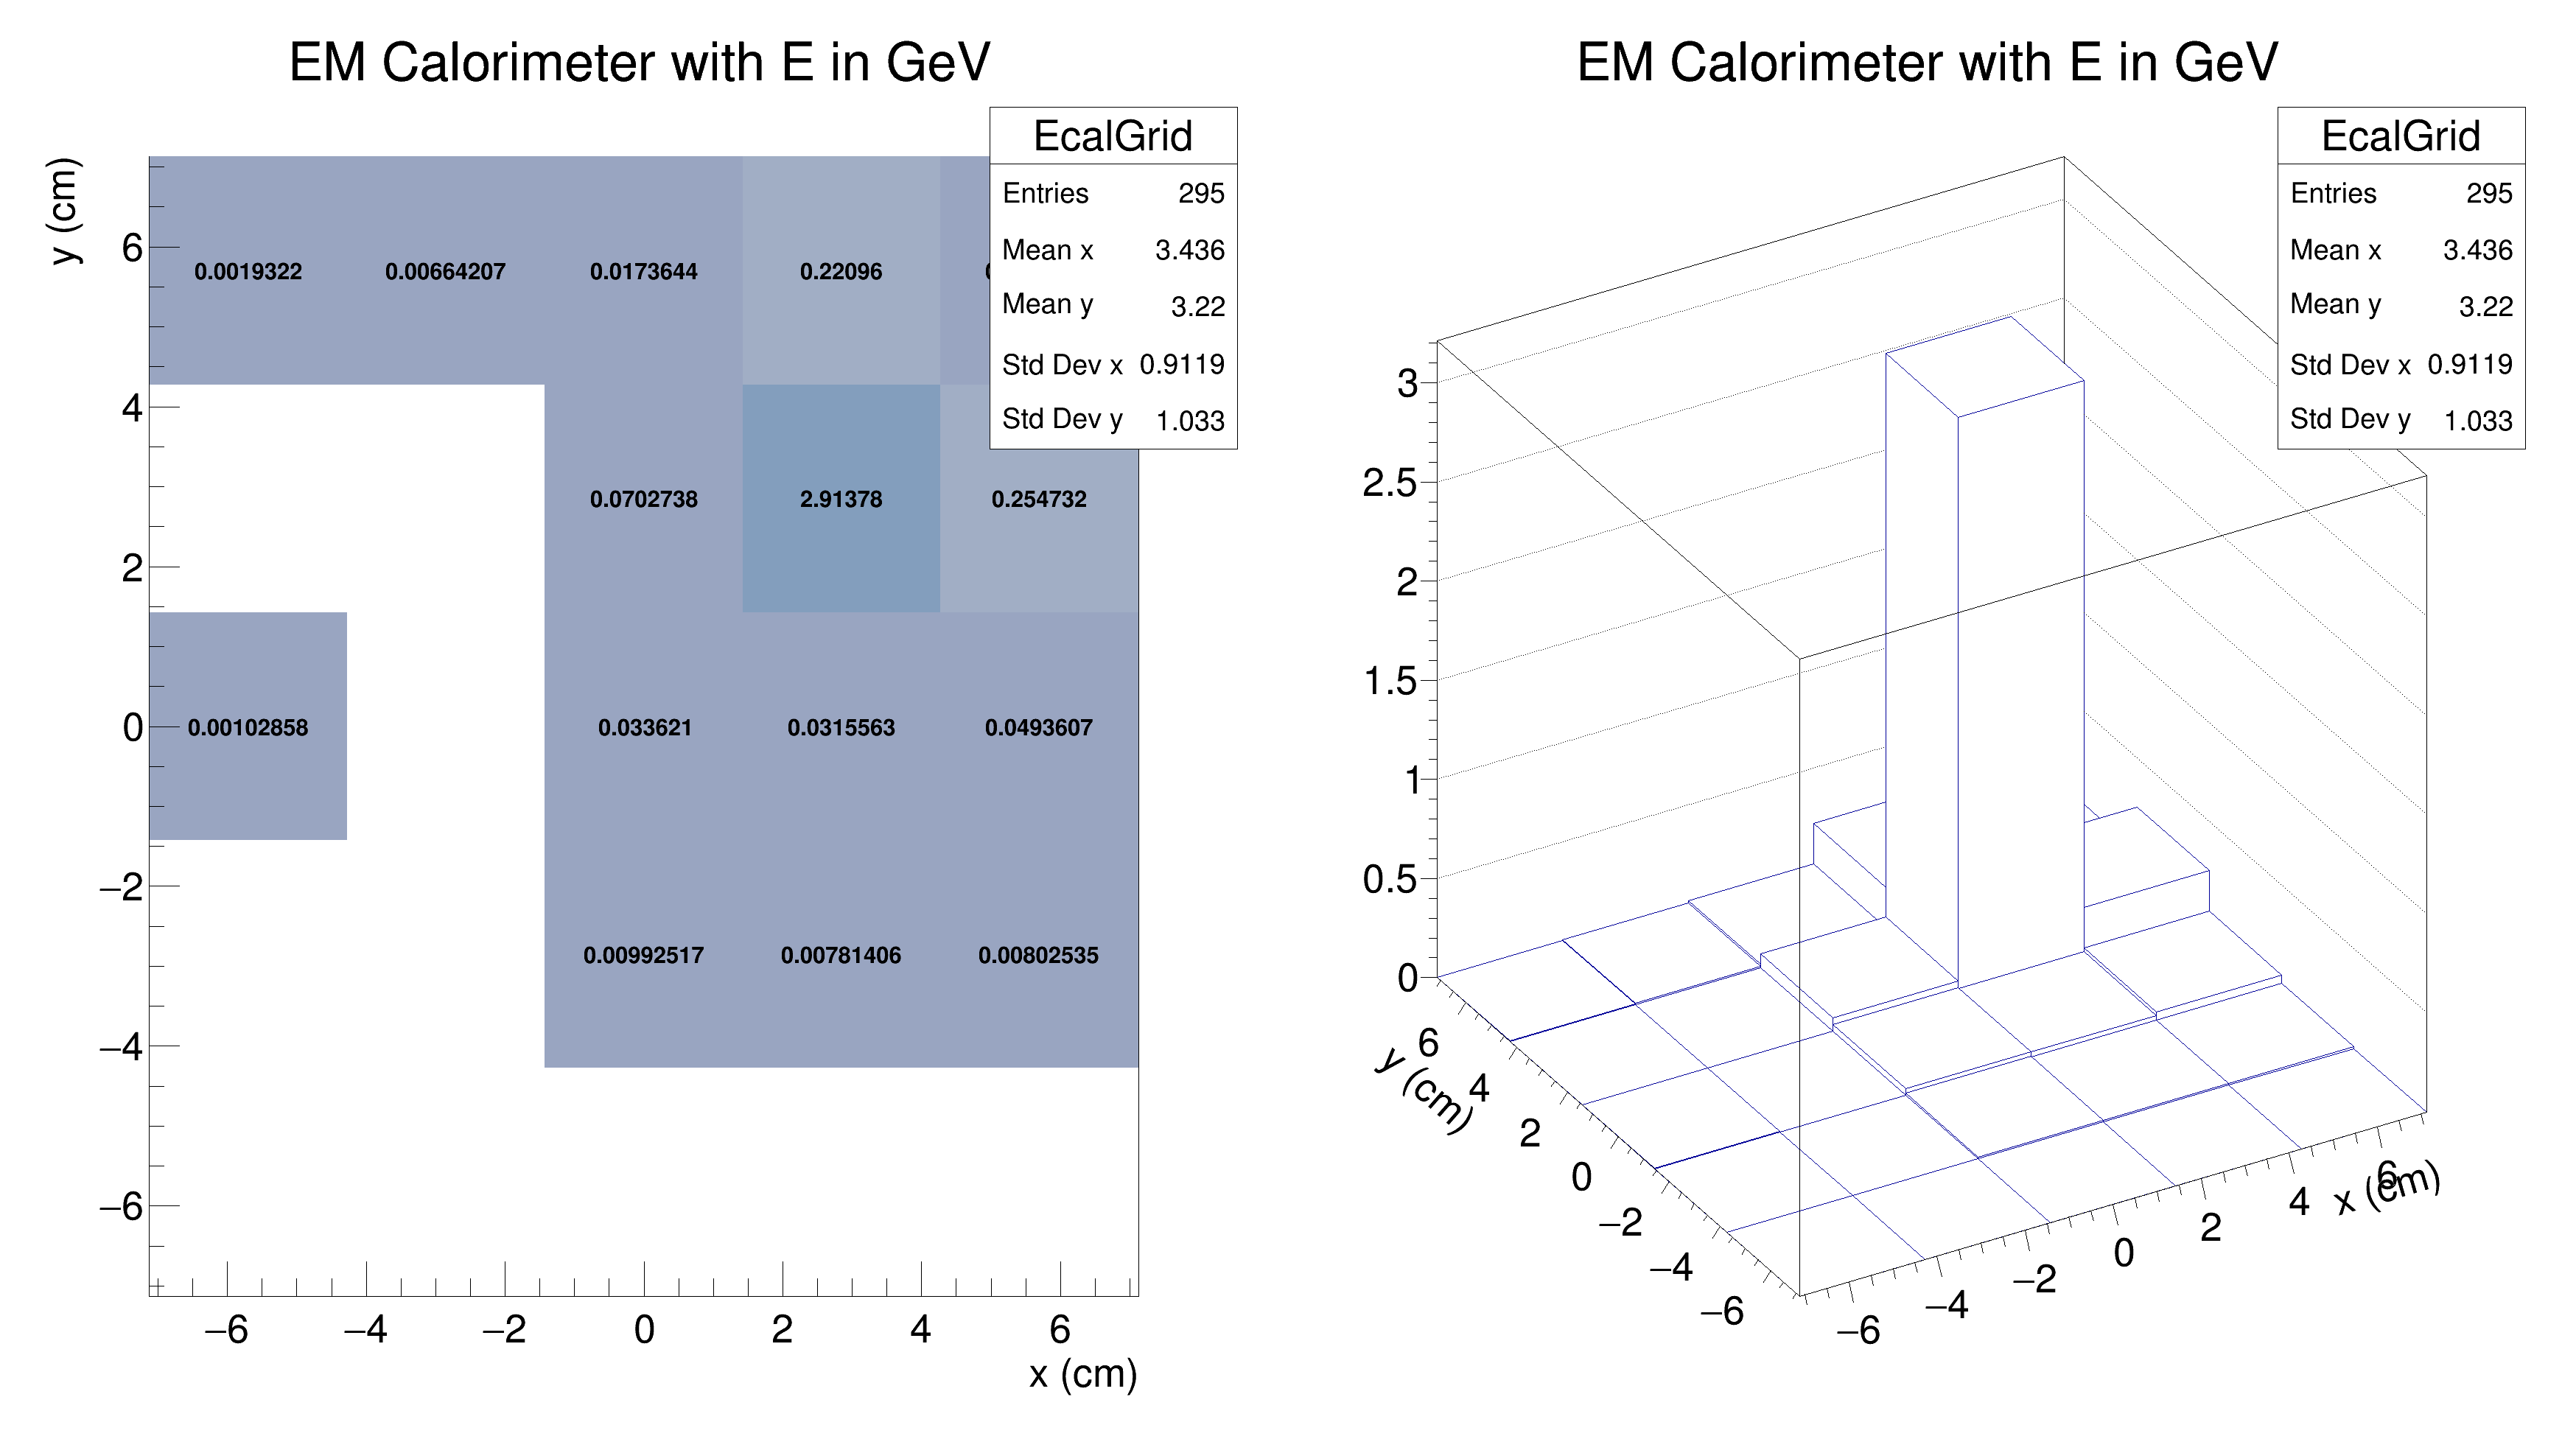 EM Calorimeter with E in GeV
EcalGrid
Entries 295
Mean x 3.436
Mean y 3.22
Std Dev x 0.9119
Std Dev y 1.033
y (cm)
6
4
2
0
−2
−4
−6
0.0019322 0.00664207 0.0173644 0.22096
0.0702738 2.91378 0.254732
0.00102858 0.033621 0.0315563 0.0493607
0.00992517 0.00781406 0.00802535
−6 −4 −2 0 2 4 6
x (cm)
EM Calorimeter with E in GeV
EcalGrid
Entries 295
Mean x 3.436
Mean y 3.22
Std Dev x 0.9119
Std Dev y 1.033
3
2.5
2
1.5
1
0.5
0
y (cm)
6
4
2
0
−2
−4
−6
−6 −4 −2 0 2 4 6
x (cm)